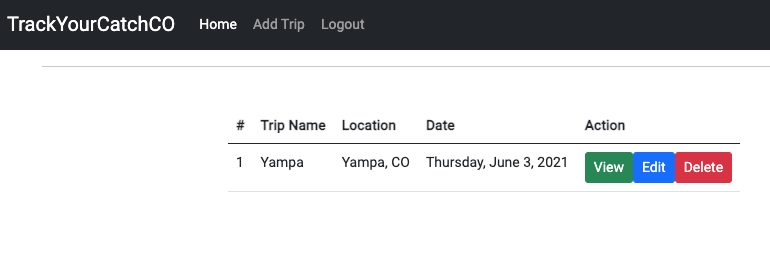 TrackYourCatchCO Home Add Trip Logout
# Trip Name Location Date Action
1 Yampa Yampa, CO Thursday, June 3, 2021 View Edit Delete